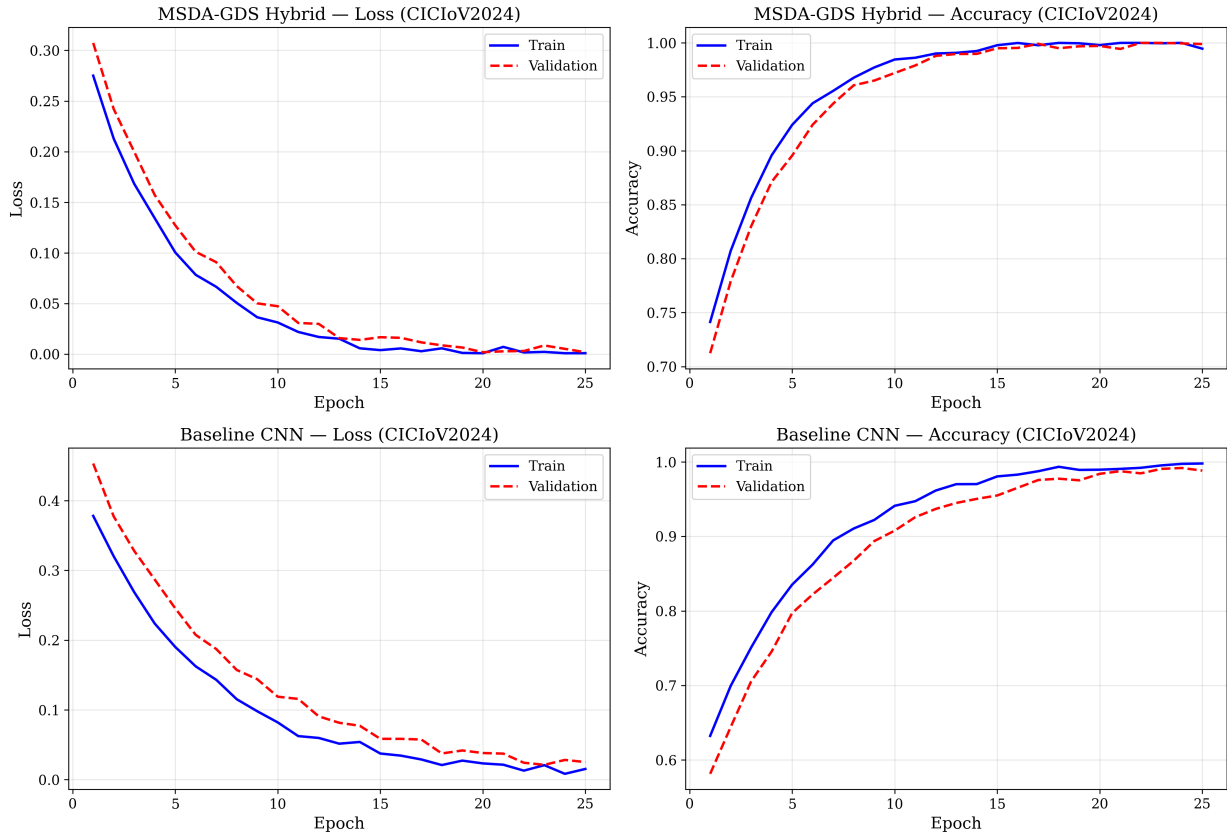 MSDA-GDS Hybrid — Loss (CICIoV2024)
Loss
0.30
0.25
0.20
0.15
0.10
0.05
0.00
Train
Validation
0 5 10 15 20 25
Epoch
MSDA-GDS Hybrid — Accuracy (CICIoV2024)
Accuracy
1.00
0.95
0.90
0.85
0.80
0.75
0.70
Train
Validation
0 5 10 15 20 25
Epoch
Baseline CNN — Loss (CICIoV2024)
Loss
0.4
0.3
0.2
0.1
0.0
Train
Validation
0 5 10 15 20 25
Epoch
Baseline CNN — Accuracy (CICIoV2024)
Accuracy
1.0
0.9
0.8
0.7
0.6
Train
Validation
0 5 10 15 20 25
Epoch